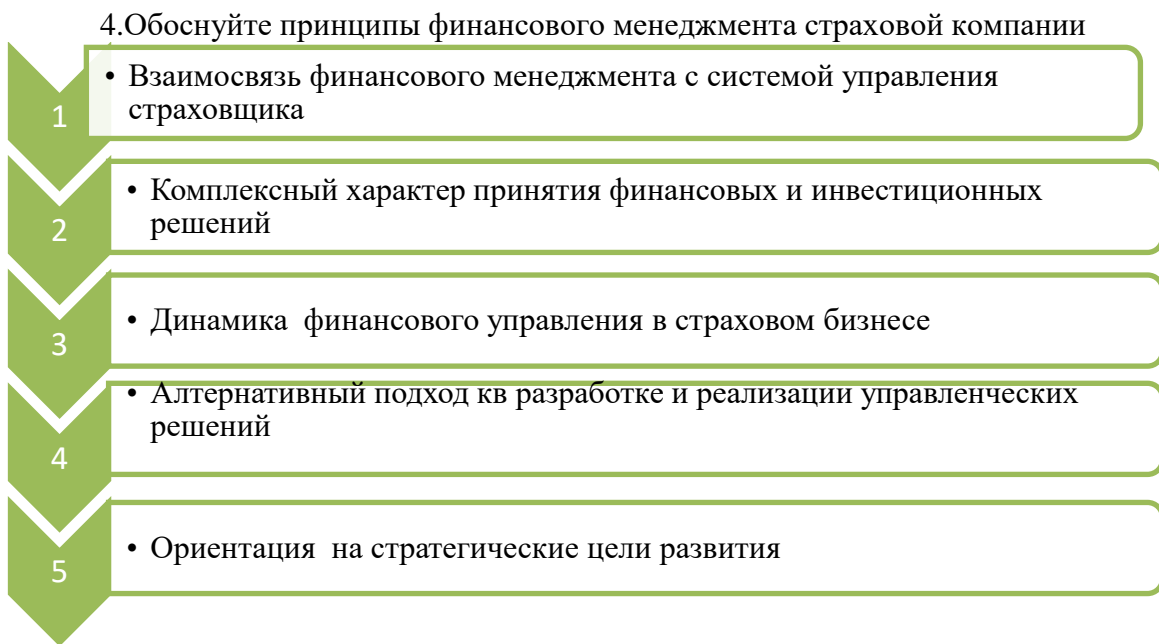 4.Обоснуйте принципы финансового менеджмента страховой компании
1
• Взаимосвязь финансового менеджмента с системой управления
страховщика
2
• Комплексный характер принятия финансовых и инвестиционных
решений
3
• Динамика финансового управления в страховом бизнесе
4
• Алтернативный подход кв разработке и реализации управленческих
решений
5
• Ориентация на стратегические цели развития